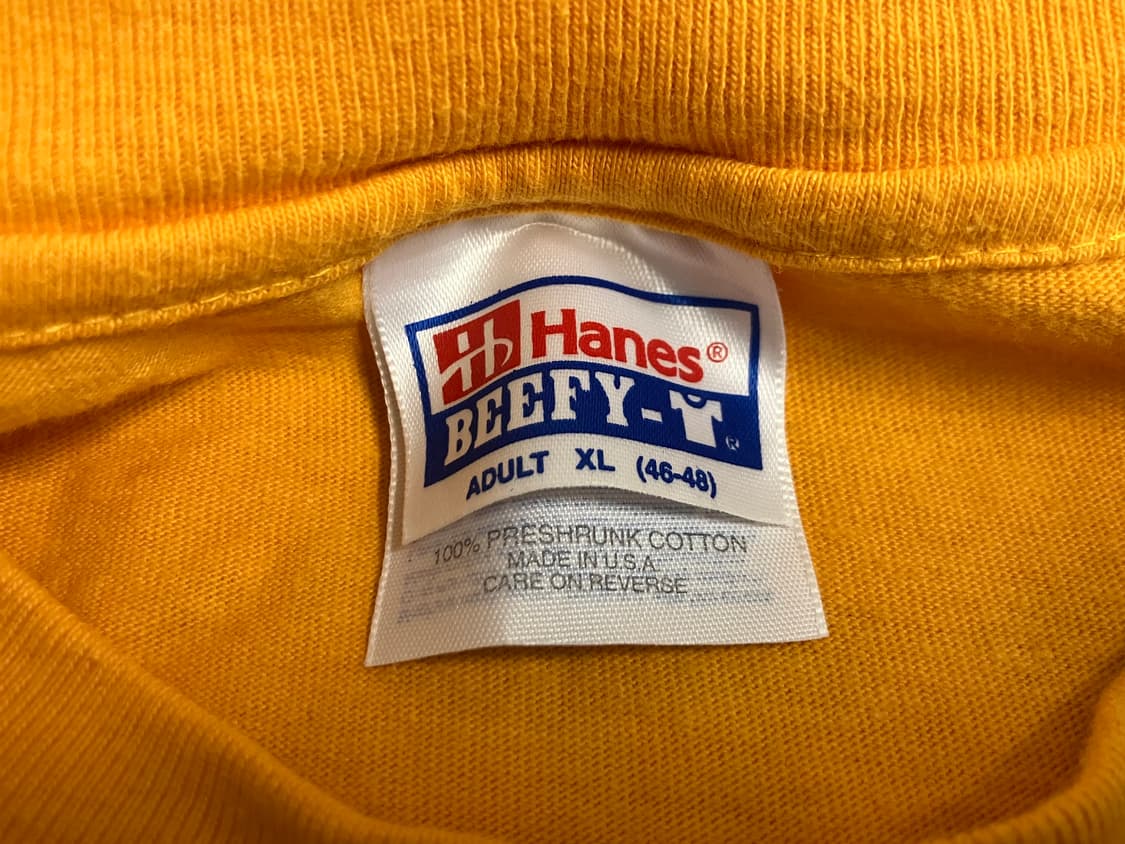 Hanes®
BEEFY-T®
ADULT XL (46-48)
100% PRESHRUNK COTTON
MADE IN U.S.A.
CARE ON REVERSE